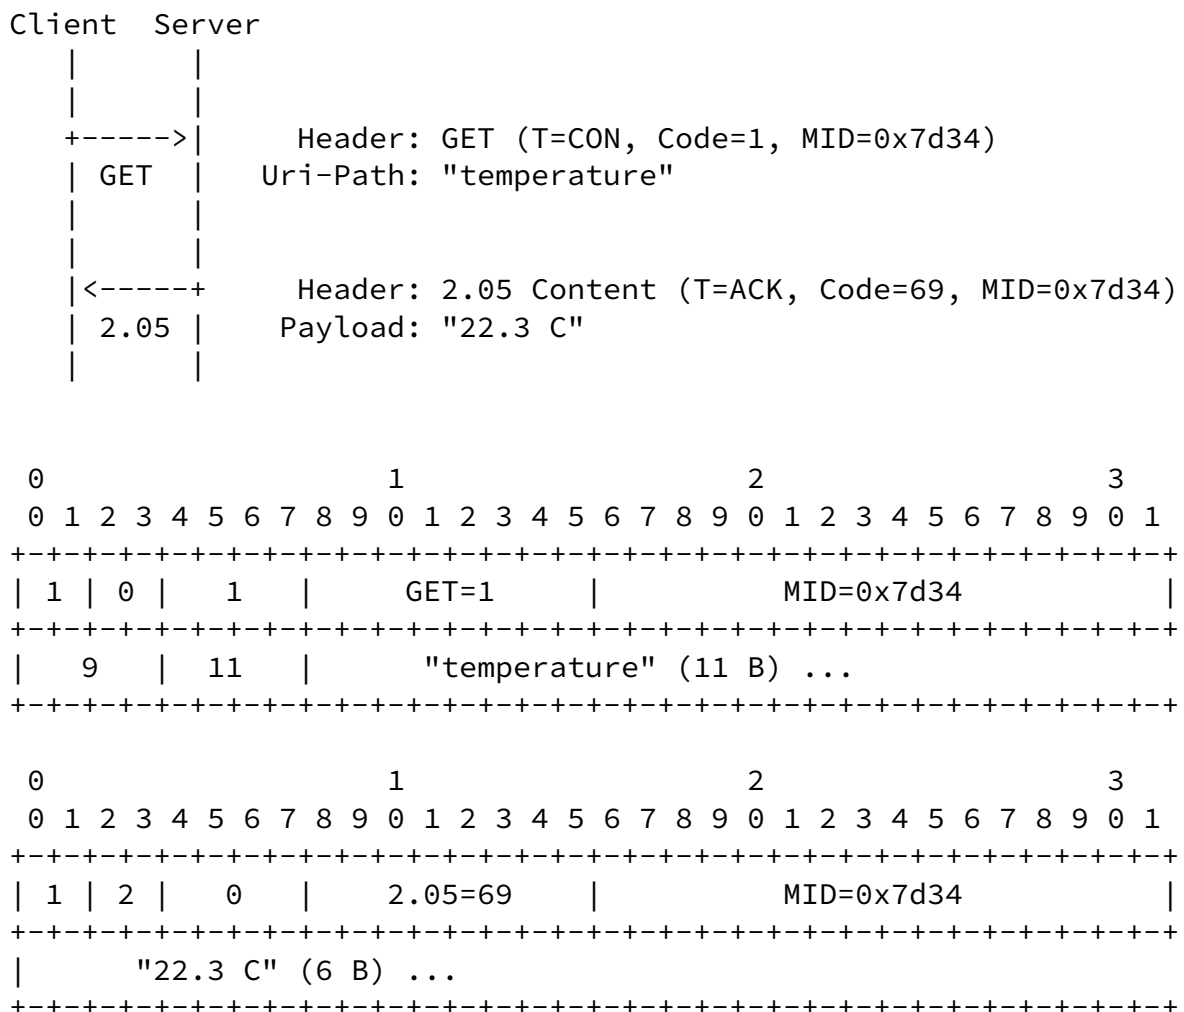 Client  Server
   |      |
   |      |
   +----->|     Header: GET (T=CON, Code=1, MID=0x7d34)
   | GET  |   Uri-Path: "temperature"
   |      |
   |      |
   |<-----+     Header: 2.05 Content (T=ACK, Code=69, MID=0x7d34)
   | 2.05 |    Payload: "22.3 C"
   |      |
 0                   1                   2                   3
 0 1 2 3 4 5 6 7 8 9 0 1 2 3 4 5 6 7 8 9 0 1 2 3 4 5 6 7 8 9 0 1
+-+-+-+-+-+-+-+-+-+-+-+-+-+-+-+-+-+-+-+-+-+-+-+-+-+-+-+-+-+-+-+-+
| 1 | 0 |   1   |     GET=1     |          MID=0x7d34           |
+-+-+-+-+-+-+-+-+-+-+-+-+-+-+-+-+-+-+-+-+-+-+-+-+-+-+-+-+-+-+-+-+
|   9   |  11   |      "temperature" (11 B) ...
+-+-+-+-+-+-+-+-+-+-+-+-+-+-+-+-+-+-+-+-+-+-+-+-+-+-+-+-+-+-+-+-+
 0                   1                   2                   3
 0 1 2 3 4 5 6 7 8 9 0 1 2 3 4 5 6 7 8 9 0 1 2 3 4 5 6 7 8 9 0 1
+-+-+-+-+-+-+-+-+-+-+-+-+-+-+-+-+-+-+-+-+-+-+-+-+-+-+-+-+-+-+-+-+
| 1 | 2 |   0   |    2.05=69    |          MID=0x7d34           |
+-+-+-+-+-+-+-+-+-+-+-+-+-+-+-+-+-+-+-+-+-+-+-+-+-+-+-+-+-+-+-+-+
|      "22.3 C" (6 B) ...
+-+-+-+-+-+-+-+-+-+-+-+-+-+-+-+-+-+-+-+-+-+-+-+-+-+-+-+-+-+-+-+-+